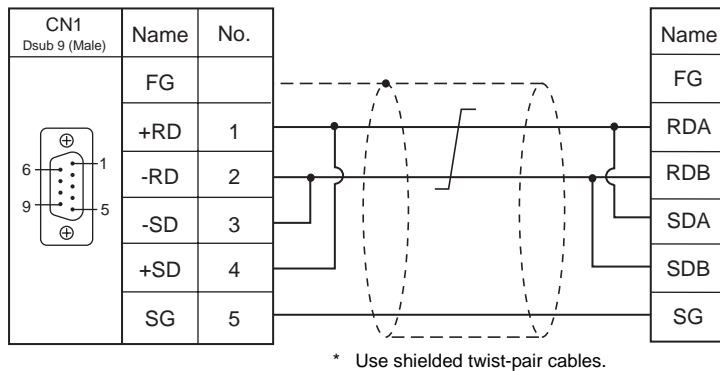 CN1
Dsub 9 (Male)
Name No.
Name
FG
FG
+RD 1
RDA
-RD 2
RDB
-SD 3
SDA
+SD 4
SDB
SG 5
SG
6 1
9 5
* Use shielded twist-pair cables.